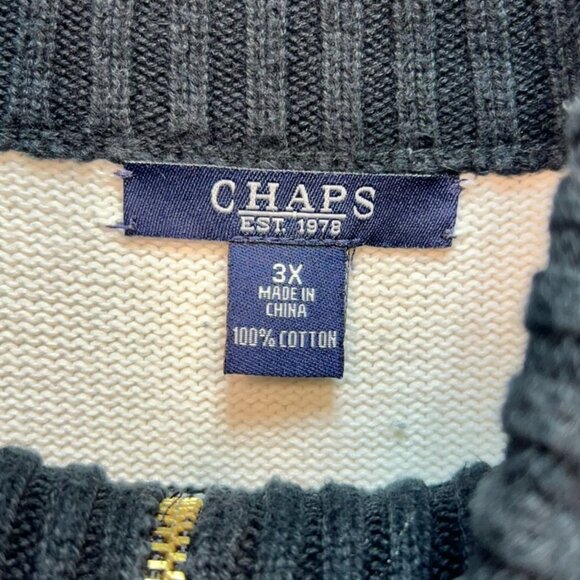 CHAPS
EST. 1978
3X
MADE IN
CHINA
100% COTTON